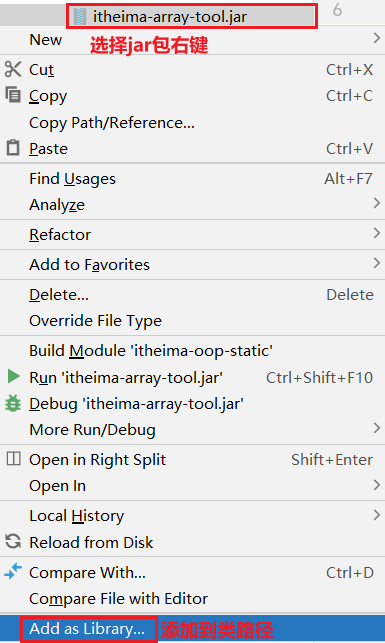 itheima-array-tool.jar 6
选择jar包右键
New
Cut Ctrl+X
Copy Ctrl+C
Copy Path/Reference...
Paste Ctrl+V
Find Usages Alt+F7
Analyze
Refactor
Add to Favorites
Delete... Delete
Override File Type
Build Module 'itheima-oop-static'
Run 'itheima-array-tool.jar' Ctrl+Shift+F10
Debug 'itheima-array-tool.jar'
More Run/Debug
Open in Right Split Shift+Enter
Open In
Local History
Reload from Disk
Compare With... Ctrl+D
Compare File with Editor
Add as Library... 添加到类路径